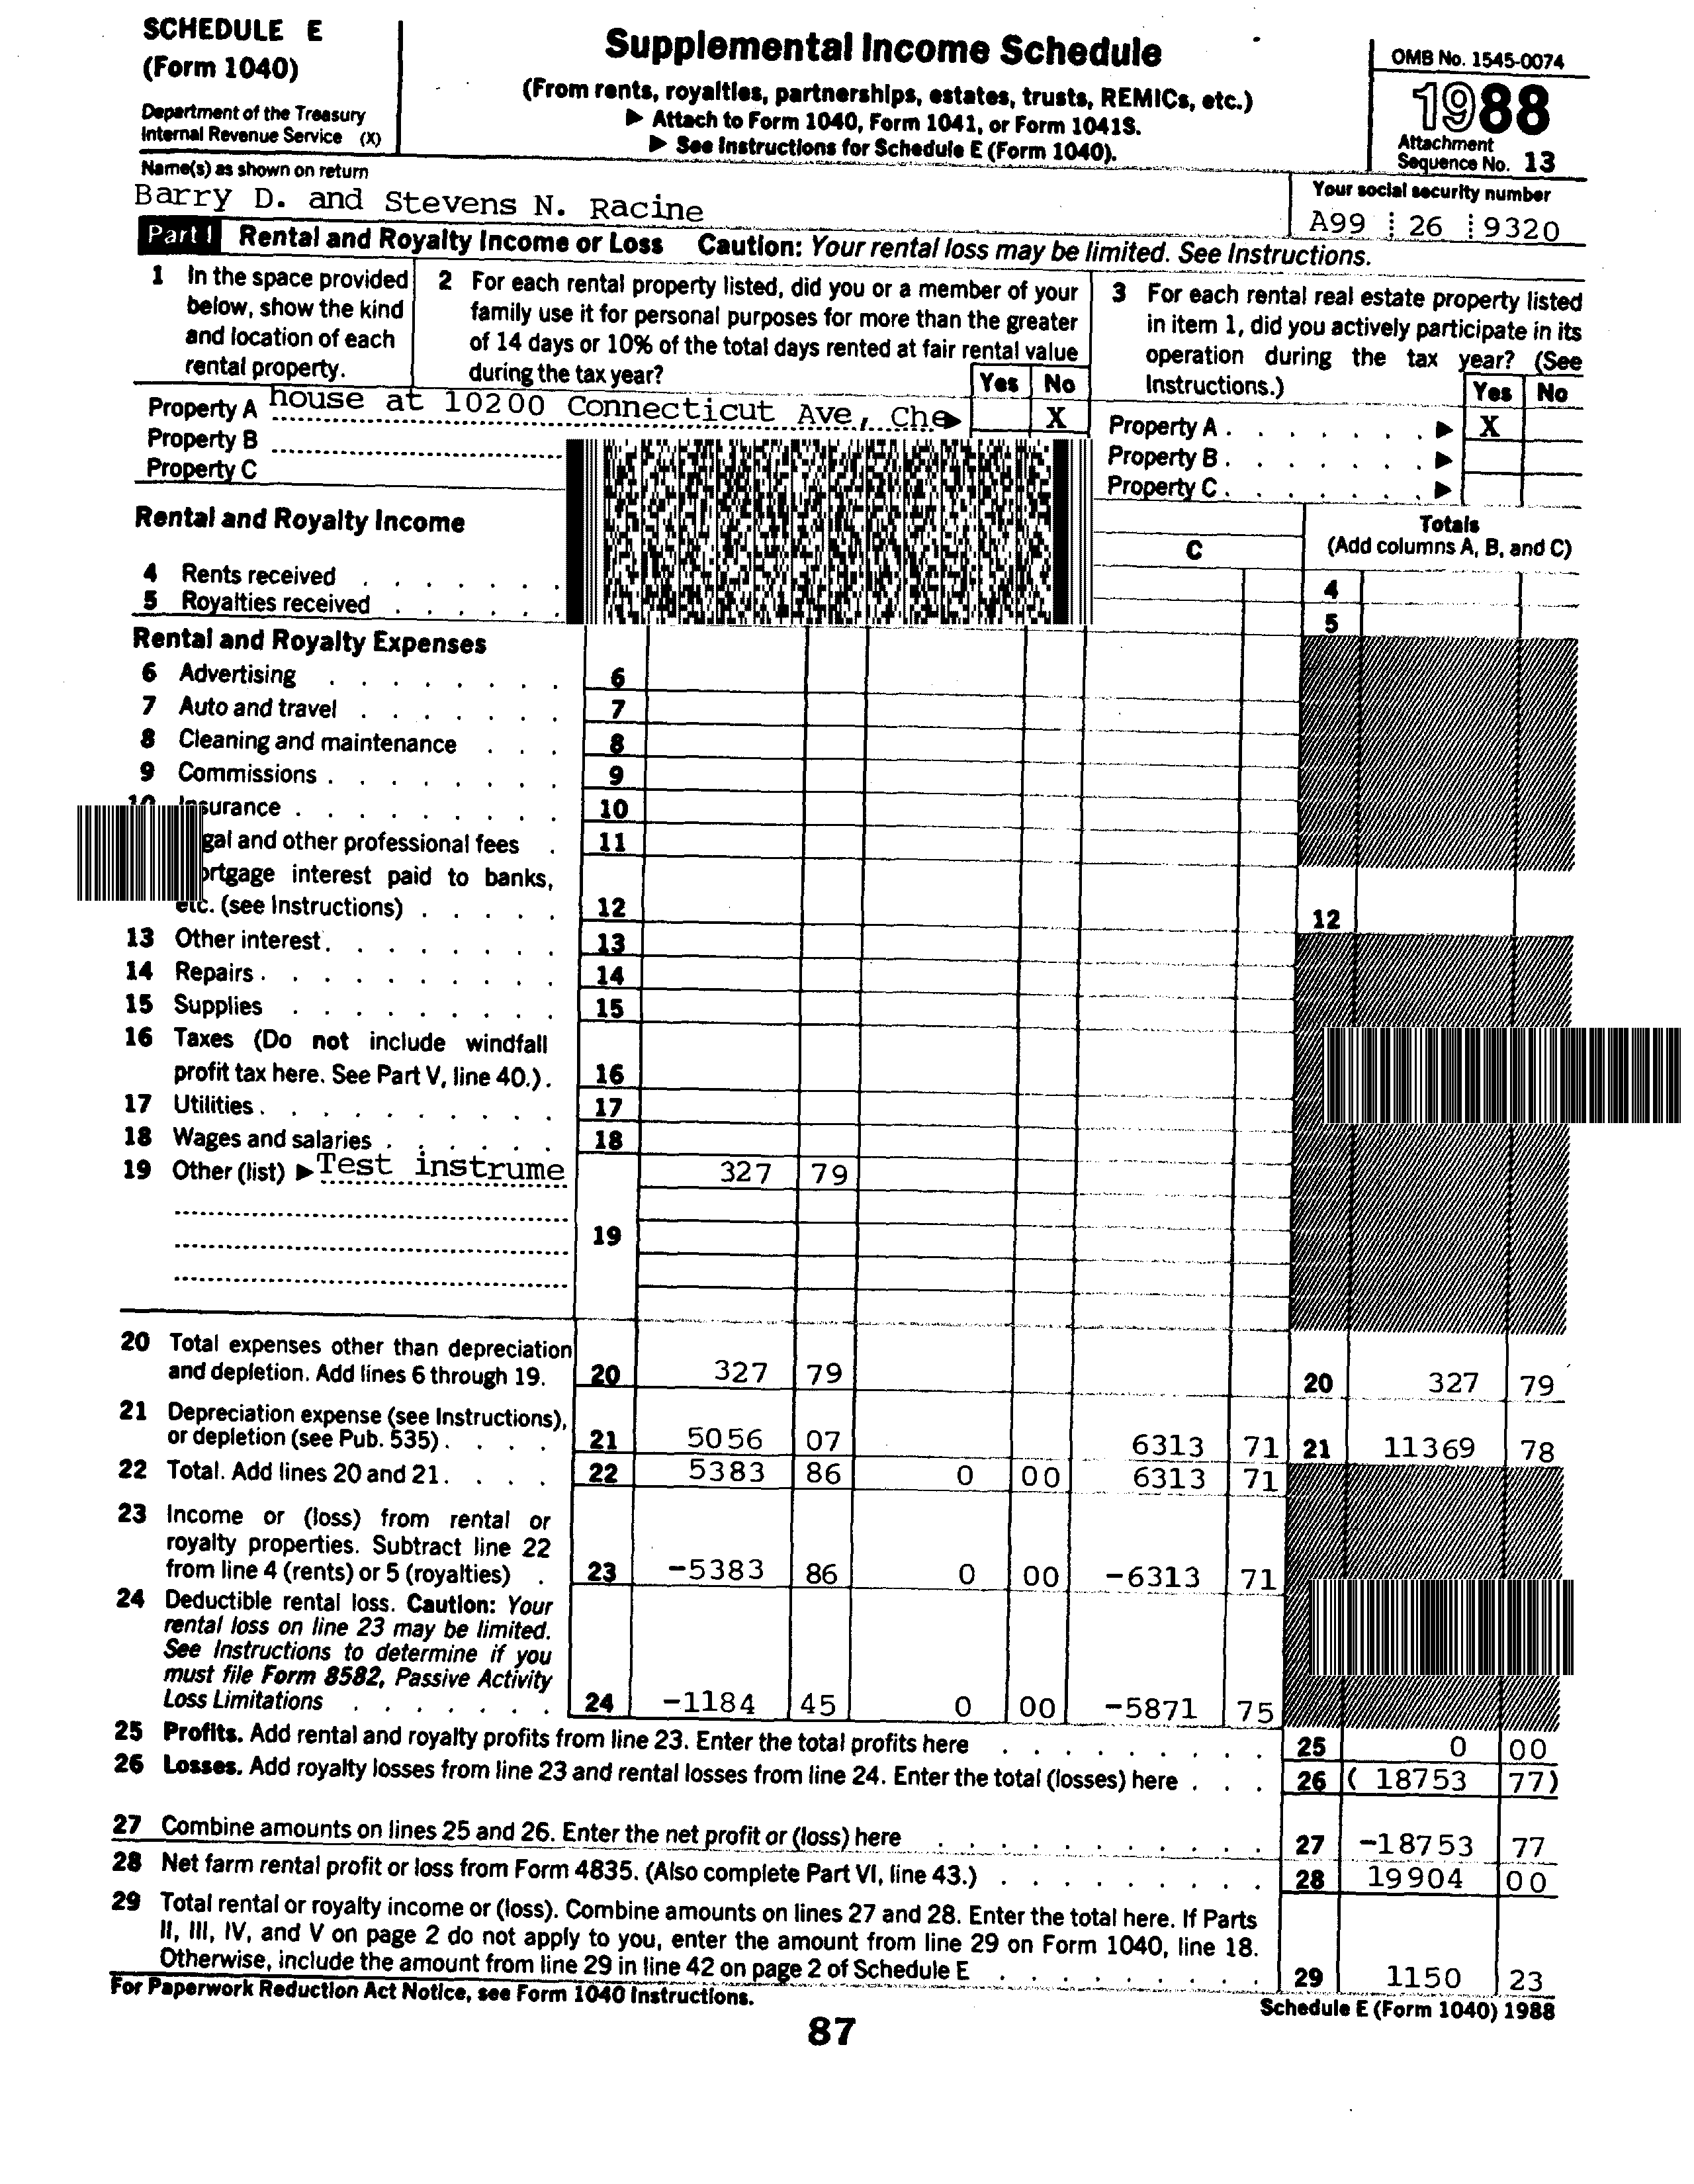 SCHEDULE E
(Form 1040)
Department of the Treasury
Internal Revenue Service (X)
Supplemental Income Schedule
(From rents, royalties, partnerships, estates, trusts, REMICs, etc.)
▶ Attach to Form 1040, Form 1041, or Form 1041S.
▶ See Instructions for Schedule E (Form 1040).
OMB No. 1545-0074
1988
Attachment
Sequence No. 13
Name(s) as shown on return
Barry D. and Stevens N. Racine
Your social security number
A99 26 9320
Part I Rental and Royalty Income or Loss Caution: Your rental loss may be limited. See Instructions.
1 In the space provided
below, show the kind
and location of each
rental property.
2 For each rental property listed, did you or a member of your
family use it for personal purposes for more than the greater
of 14 days or 10% of the total days rented at fair rental value
during the tax year?
Yes No
3 For each rental real estate property listed
in item 1, did you actively participate in its
operation during the tax year? (See
Instructions.)
Yes No
Property A house at 10200 Connecticut Ave, Che ▶ X
Property B
Property C
Property A . . . . . . . ▶ X
Property B . . . . . . . ▶
Property C . . . . . . . ▶
Rental and Royalty Income
C
Totals
(Add columns A, B, and C)
4 Rents received . . . . . . . 4
5 Royalties received . . . . . . 5
Rental and Royalty Expenses
6 Advertising . . . . . . . . 6
7 Auto and travel . . . . . . . 7
8 Cleaning and maintenance . . . 8
9 Commissions . . . . . . . . 9
10 Insurance . . . . . . . . . 10
gal and other professional fees . 11
ortgage interest paid to banks,
etc. (see Instructions) . . . . . 12 12
13 Other interest . . . . . . . . 13
14 Repairs . . . . . . . . . . 14
15 Supplies . . . . . . . . . 15
16 Taxes (Do not include windfall
profit tax here. See Part V, line 40.) . 16
17 Utilities . . . . . . . . . . 17
18 Wages and salaries . . . . . . 18
19 Other (list) ▶ Test instrume 327 79
19
20 Total expenses other than depreciation
and depletion. Add lines 6 through 19. 20 327 79 20 327 79
21 Depreciation expense (see Instructions),
or depletion (see Pub. 535) . . . . 21 5056 07 6313 71 21 11369 78
22 Total. Add lines 20 and 21 . . . . 22 5383 86 0 00 6313 71
23 Income or (loss) from rental or
royalty properties. Subtract line 22
from line 4 (rents) or 5 (royalties) . 23 -5383 86 0 00 -6313 71
24 Deductible rental loss. Caution: Your
rental loss on line 23 may be limited.
See Instructions to determine if you
must file Form 8582, Passive Activity
Loss Limitations . . . . . . . 24 -1184 45 0 00 -5871 75
25 Profits. Add rental and royalty profits from line 23. Enter the total profits here . . . . . . . . . 25 0 00
26 Losses. Add royalty losses from line 23 and rental losses from line 24. Enter the total (losses) here . . . 26 ( 18753 77)
27 Combine amounts on lines 25 and 26. Enter the net profit or (loss) here . . . . . . . . . . . 27 -18753 77
28 Net farm rental profit or loss from Form 4835. (Also complete Part VI, line 43.) . . . . . . . . . 28 19904 00
29 Total rental or royalty income or (loss). Combine amounts on lines 27 and 28. Enter the total here. If Parts
II, III, IV, and V on page 2 do not apply to you, enter the amount from line 29 on Form 1040, line 18.
Otherwise, include the amount from line 29 in line 42 on page 2 of Schedule E . . . . . . . . . 29 1150 23
For Paperwork Reduction Act Notice, see Form 1040 Instructions.
Schedule E (Form 1040) 1988
87